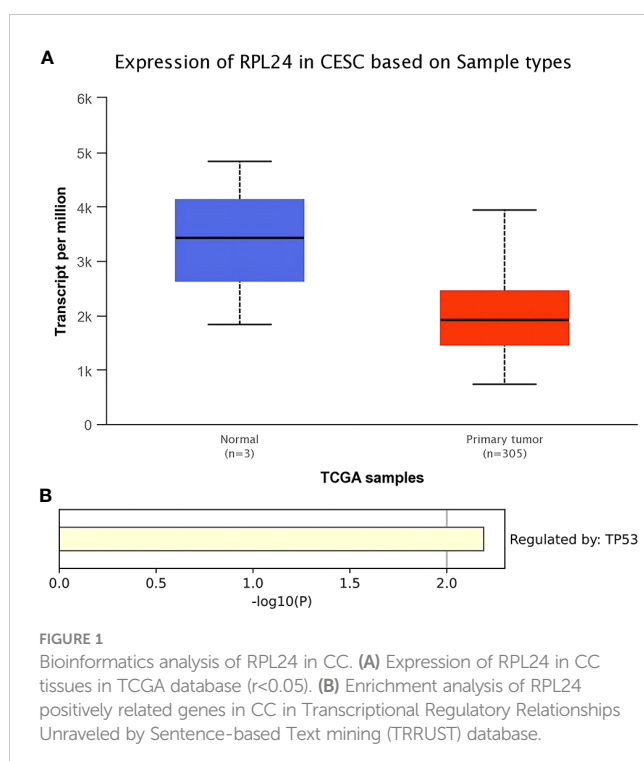 A
Expression of RPL24 in CESC based on Sample types
6k
5k
4k
3k
2k
1k
0
Transcript per million
Normal
(n=3)
Primary tumor
(n=305)
TCGA samples
B
Regulated by: TP53
0.0 0.5 1.0 1.5 2.0
-log10(P)
FIGURE 1
Bioinformatics analysis of RPL24 in CC. (A) Expression of RPL24 in CC
tissues in TCGA database (r<0.05). (B) Enrichment analysis of RPL24
positively related genes in CC in Transcriptional Regulatory Relationships
Unraveled by Sentence-based Text mining (TRRUST) database.